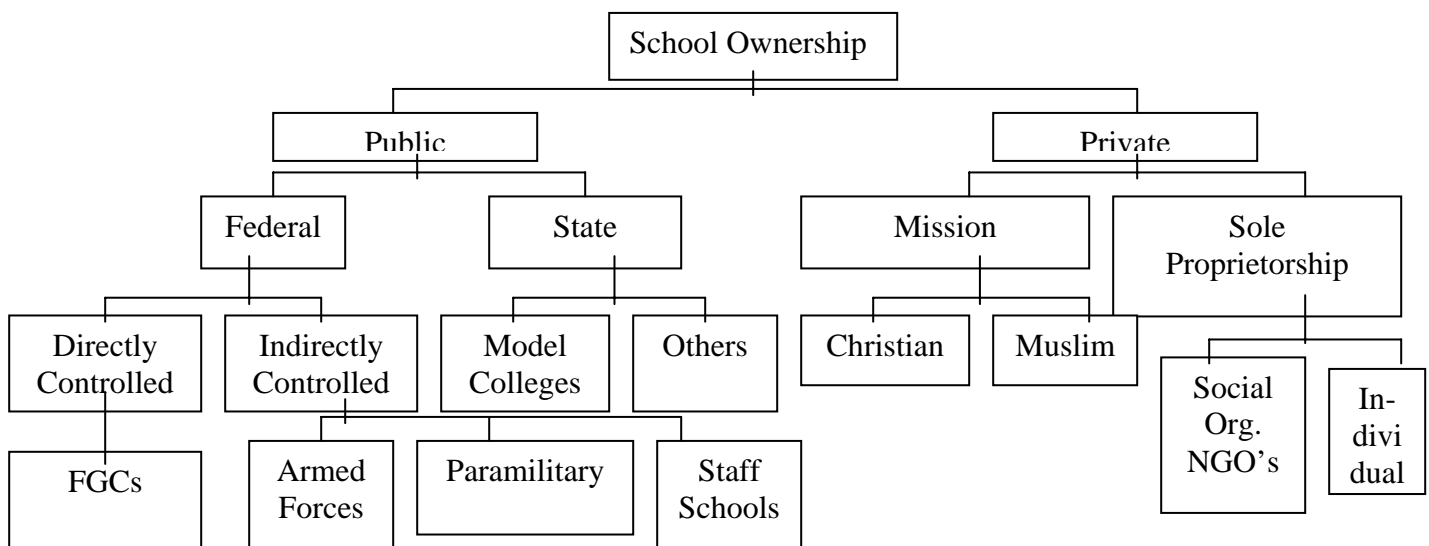 School Ownership
Public
Private
Federal
State
Mission
Sole
Proprietorship
Directly
Controlled
Indirectly
Controlled
Model
Colleges
Others
Christian
Muslim
Social
Org.
NGO’s
In-
divi
dual
FGCs
Armed
Forces
Paramilitary
Staff
Schools